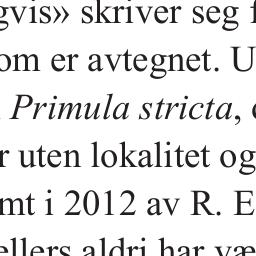 gvis» skriver seg f
om er avtegnet. U
Primula stricta,
r uten lokalitet og
mt i 2012 av R. E
ellers aldri har væ